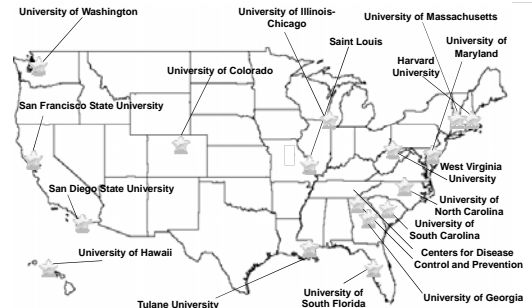 University of Washington
University of Illinois-
Chicago
University of Massachusetts
Saint Louis
University of
Maryland
Harvard
University
University of Colorado
San Francisco State University
West Virginia
University
San Diego State University
University of
North Carolina
University of
South Carolina
University of Hawaii
Centers for Disease
Control and Prevention
University of Georgia
University of
South Florida
Tulane University